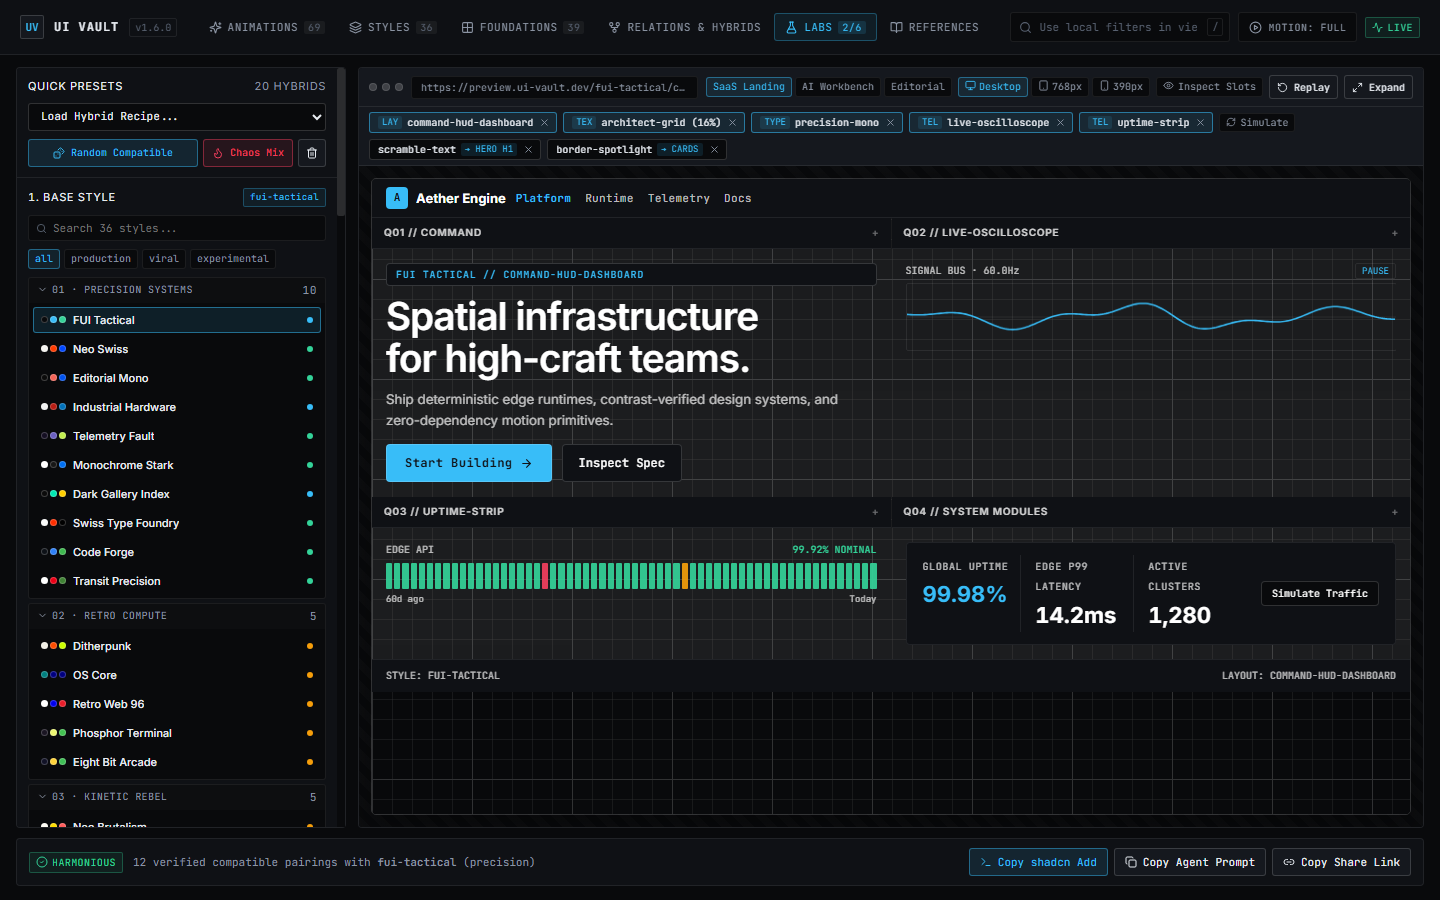 UV UI VAULT v1.6.0 ANIMATIONS 69 STYLES 36 FOUNDATIONS 39 RELATIONS & HYBRIDS LABS 2/6 REFERENCES Use local filters in vie / MOTION: FULL LIVE
QUICK PRESETS 20 HYBRIDS
Load Hybrid Recipe...
Random Compatible Chaos Mix
1. BASE STYLE fui-tactical
Search 36 styles...
all production viral experimental
01 · PRECISION SYSTEMS 10
FUI Tactical
Neo Swiss
Editorial Mono
Industrial Hardware
Telemetry Fault
Monochrome Stark
Dark Gallery Index
Swiss Type Foundry
Code Forge
Transit Precision
02 · RETRO COMPUTE 5
Ditherpunk
OS Core
Retro Web 96
Phosphor Terminal
Eight Bit Arcade
03 · KINETIC REBEL 5
Neo Brutalism
https://preview.ui-vault.dev/fui-tactical/c… SaaS Landing AI Workbench Editorial Desktop 768px 390px Inspect Slots Replay Expand
LAY command-hud-dashboard × TEX architect-grid (16%) × TYPE precision-mono × TEL live-oscilloscope × TEL uptime-strip × Simulate
scramble-text → HERO H1 × border-spotlight → CARDS ×
A Aether Engine Platform Runtime Telemetry Docs
Q01 // COMMAND +
FUI TACTICAL // COMMAND-HUD-DASHBOARD
Spatial infrastructure
for high-craft teams.
Ship deterministic edge runtimes, contrast-verified design systems, and
zero-dependency motion primitives.
Start Building → Inspect Spec
Q02 // LIVE-OSCILLOSCOPE +
SIGNAL BUS · 60.0Hz PAUSE
Q03 // UPTIME-STRIP +
EDGE API 99.92% NOMINAL
60d ago Today
Q04 // SYSTEM MODULES +
GLOBAL UPTIME
99.98%
EDGE P99
LATENCY
14.2ms
ACTIVE
CLUSTERS
1,280
Simulate Traffic
STYLE: FUI-TACTICAL LAYOUT: COMMAND-HUD-DASHBOARD
HARMONIOUS 12 verified compatible pairings with fui-tactical (precision) Copy shadcn Add Copy Agent Prompt Copy Share Link